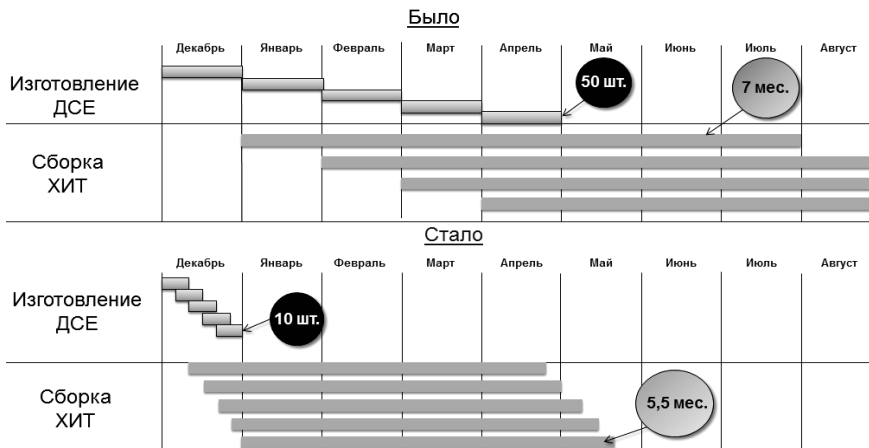 Было
Декабрь Январь Февраль Март Апрель Май Июнь Июль Август
Изготовление
ДСЕ
50 шт.
7 мес.
Сборка
ХИТ
Стало
Декабрь Январь Февраль Март Апрель Май Июнь Июль Август
Изготовление
ДСЕ
10 шт.
Сборка
ХИТ
5,5 мес.